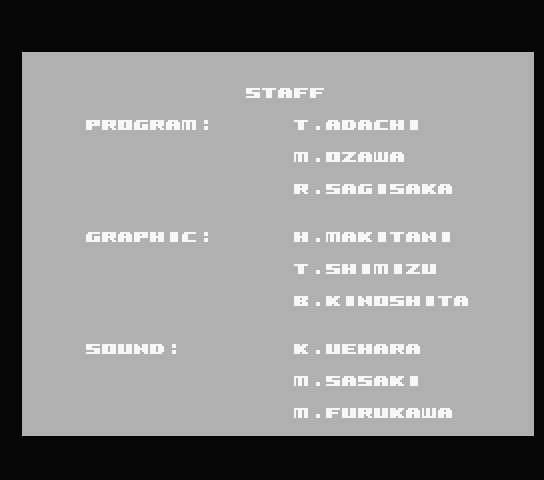 STAFF
PROGRAM: T.ADACHI
M.OZAWA
R.SAGISAKA
GRAPHIC: H.MAKITANI
T.SHIMIZU
B.KINOSHITA
SOUND: K.UEHARA
M.SASAKI
M.FURUKAWA